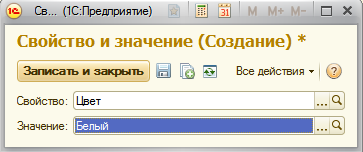 Св... (1С:Предприятие)
M M+ M-
Свойство и значение (Создание) *
Записать и закрыть
Все действия
Свойство: Цвет
Значение: Белый